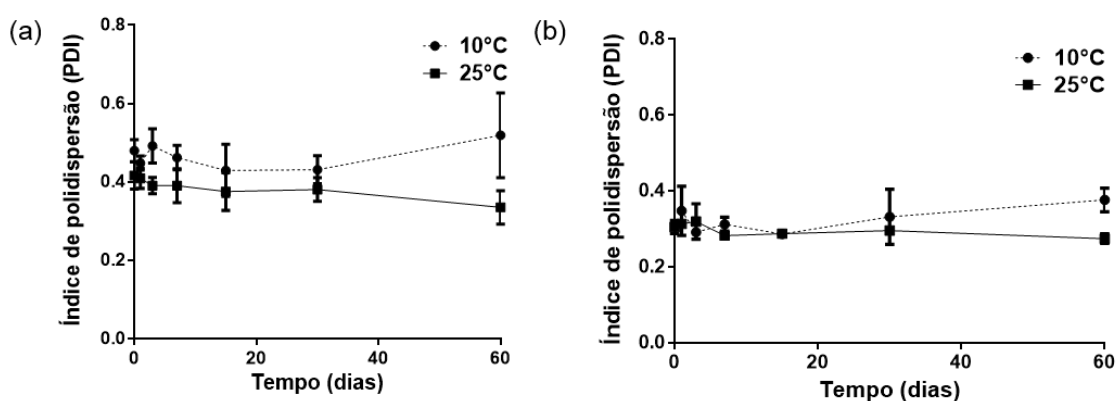 (a)
Índice de polidispersão (PDI)
0.8
0.6
0.4
0.2
0.0
10°C
25°C
0 20 40 60
Tempo (dias)
(b)
Índice de polidispersão (PDI)
0.8
0.6
0.4
0.2
0.0
10°C
25°C
0 20 40 60
Tempo (dias)